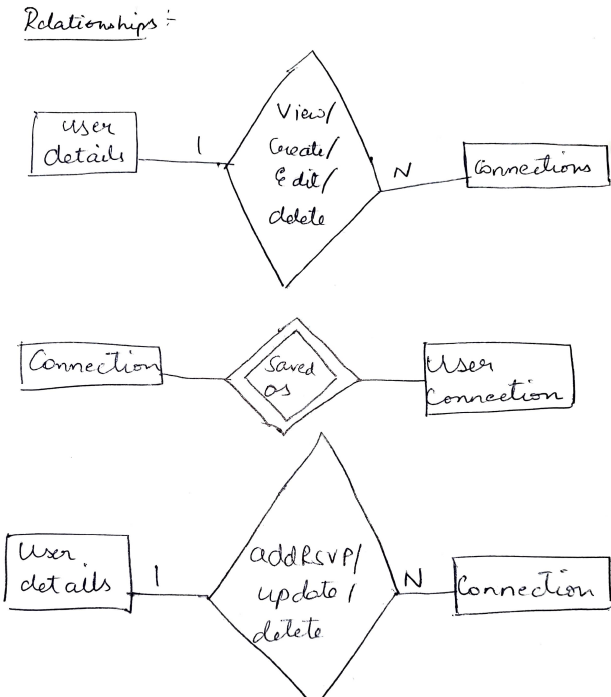 Relationships :-
User
details
1
View/
Create/
Edit/
delete
N
Connections
Connection
Saved
as
User
Connection
User
details
1
addRSVP/
update/
delete
N
Connection